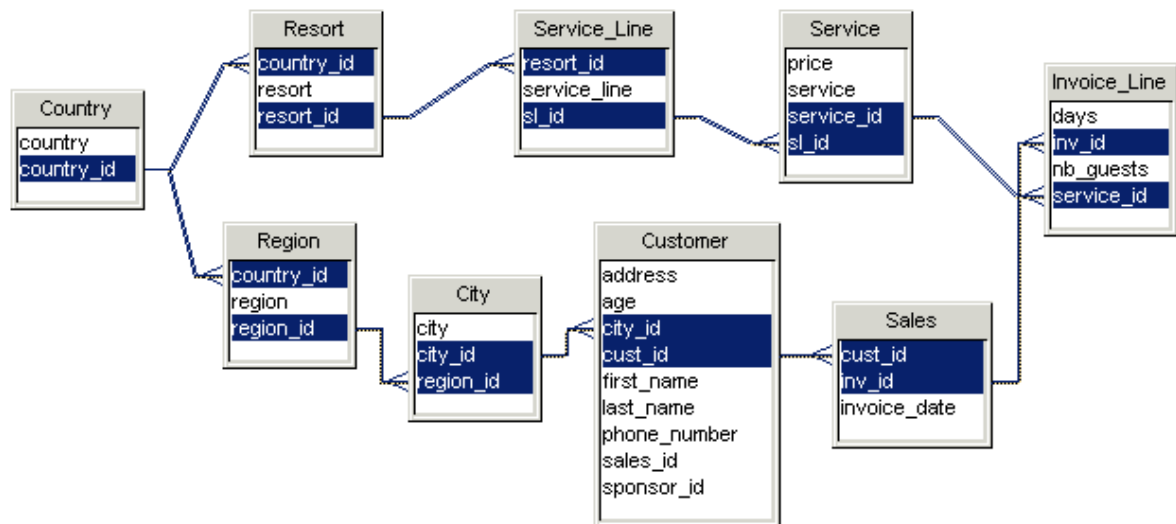 Country
country
country_id
Resort
country_id
resort
resort_id
Service_Line
resort_id
service_line
sl_id
Service
price
service
service_id
sl_id
Invoice_Line
days
inv_id
nb_guests
service_id
Region
country_id
region
region_id
City
city
city_id
region_id
Customer
address
age
city_id
cust_id
first_name
last_name
phone_number
sales_id
sponsor_id
Sales
cust_id
inv_id
invoice_date